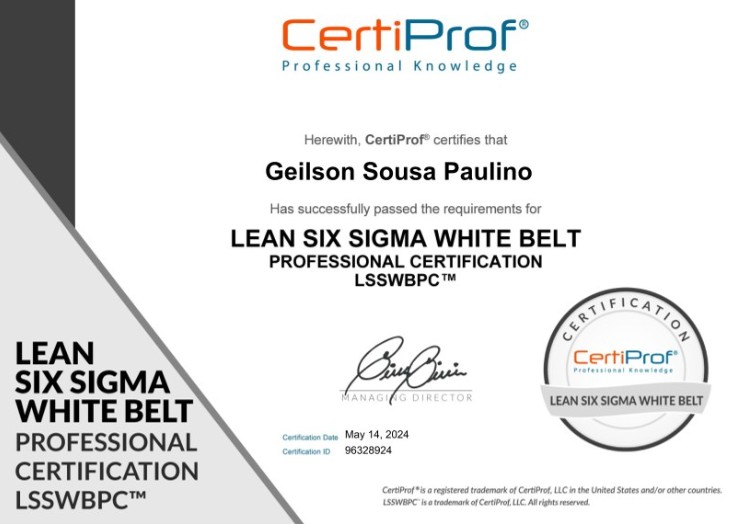 CertiProf®
Professional Knowledge
Herewith, CertiProf® certifies that
Geilson Sousa Paulino
Has successfully passed the requirements for
LEAN SIX SIGMA WHITE BELT
PROFESSIONAL CERTIFICATION
LSSWBPC™
MANAGING DIRECTOR
Certification Date May 14, 2024
Certification ID 96328924
LEAN
SIX SIGMA
WHITE BELT
PROFESSIONAL
CERTIFICATION
LSSWBPC™
CERTIFICATION
CertiProf®
Professional Knowledge
LEAN SIX SIGMA WHITE BELT
CertiProf® is a registered trademark of CertiProf, LLC in the United States and/or other countries.
LSSWBPC™ is a trademark of CertiProf, LLC. All rights reserved.